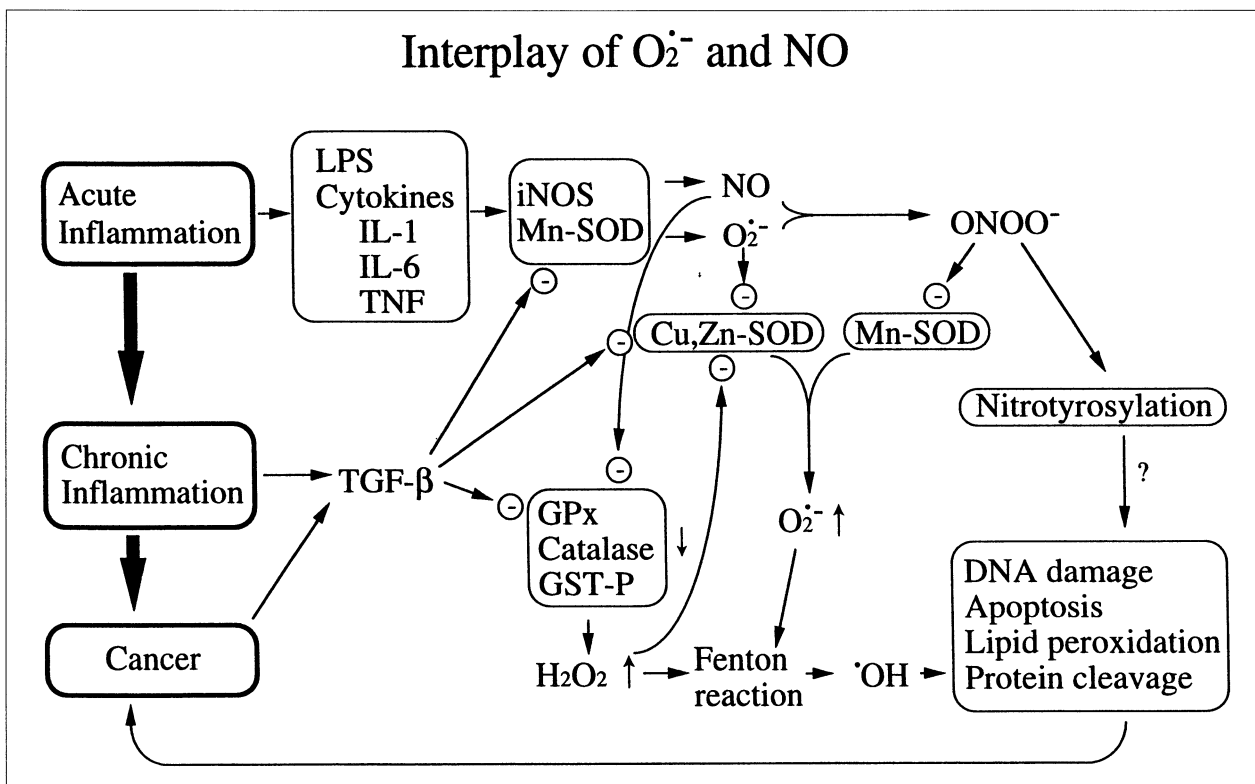 Interplay of O2•- and NO
Acute
Inflammation
LPS
Cytokines
IL-1
IL-6
TNF
iNOS
Mn-SOD
NO
O2•-
ONOO-
-
-
-
-
Cu,Zn-SOD
Mn-SOD
-
Nitrotyrosylation
?
Chronic
Inflammation
TGF-β
-
-
GPx
Catalase
GST-P
↓
O2•- ↑
DNA damage
Apoptosis
Lipid peroxidation
Protein cleavage
Cancer
H2O2 ↑
Fenton
reaction
•OH